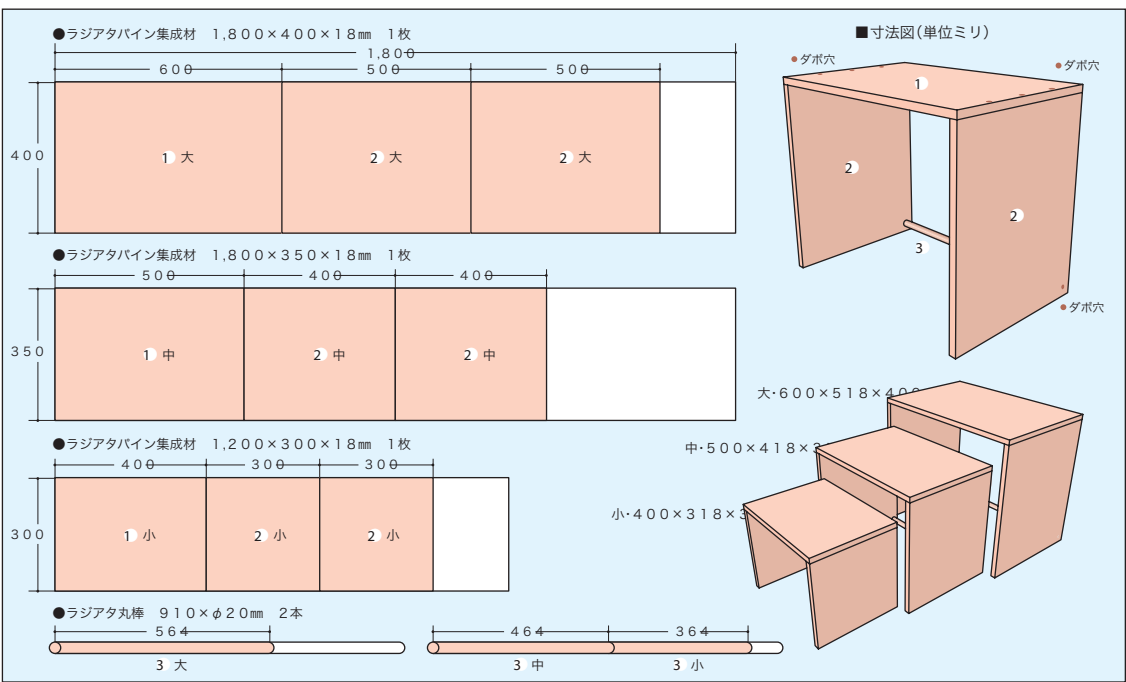 ●ラジアタパイン集成材　1,800×400×18㎜　1枚
1,800
600　500　500
400
1 大　2 大　2 大
●ラジアタパイン集成材　1,800×350×18㎜　1枚
500　400　400
350
1 中　2 中　2 中
●ラジアタパイン集成材　1,200×300×18㎜　1枚
400　300　300
300
1 小　2 小　2 小
●ラジアタ丸棒　910×φ20㎜　2本
564　464　364
3 大　3 中　3 小
■寸法図(単位ミリ)
●ダボ穴　●ダボ穴
1
2　2
3
●ダボ穴
大・600×518×400
中・500×418×3
小・400×318×3